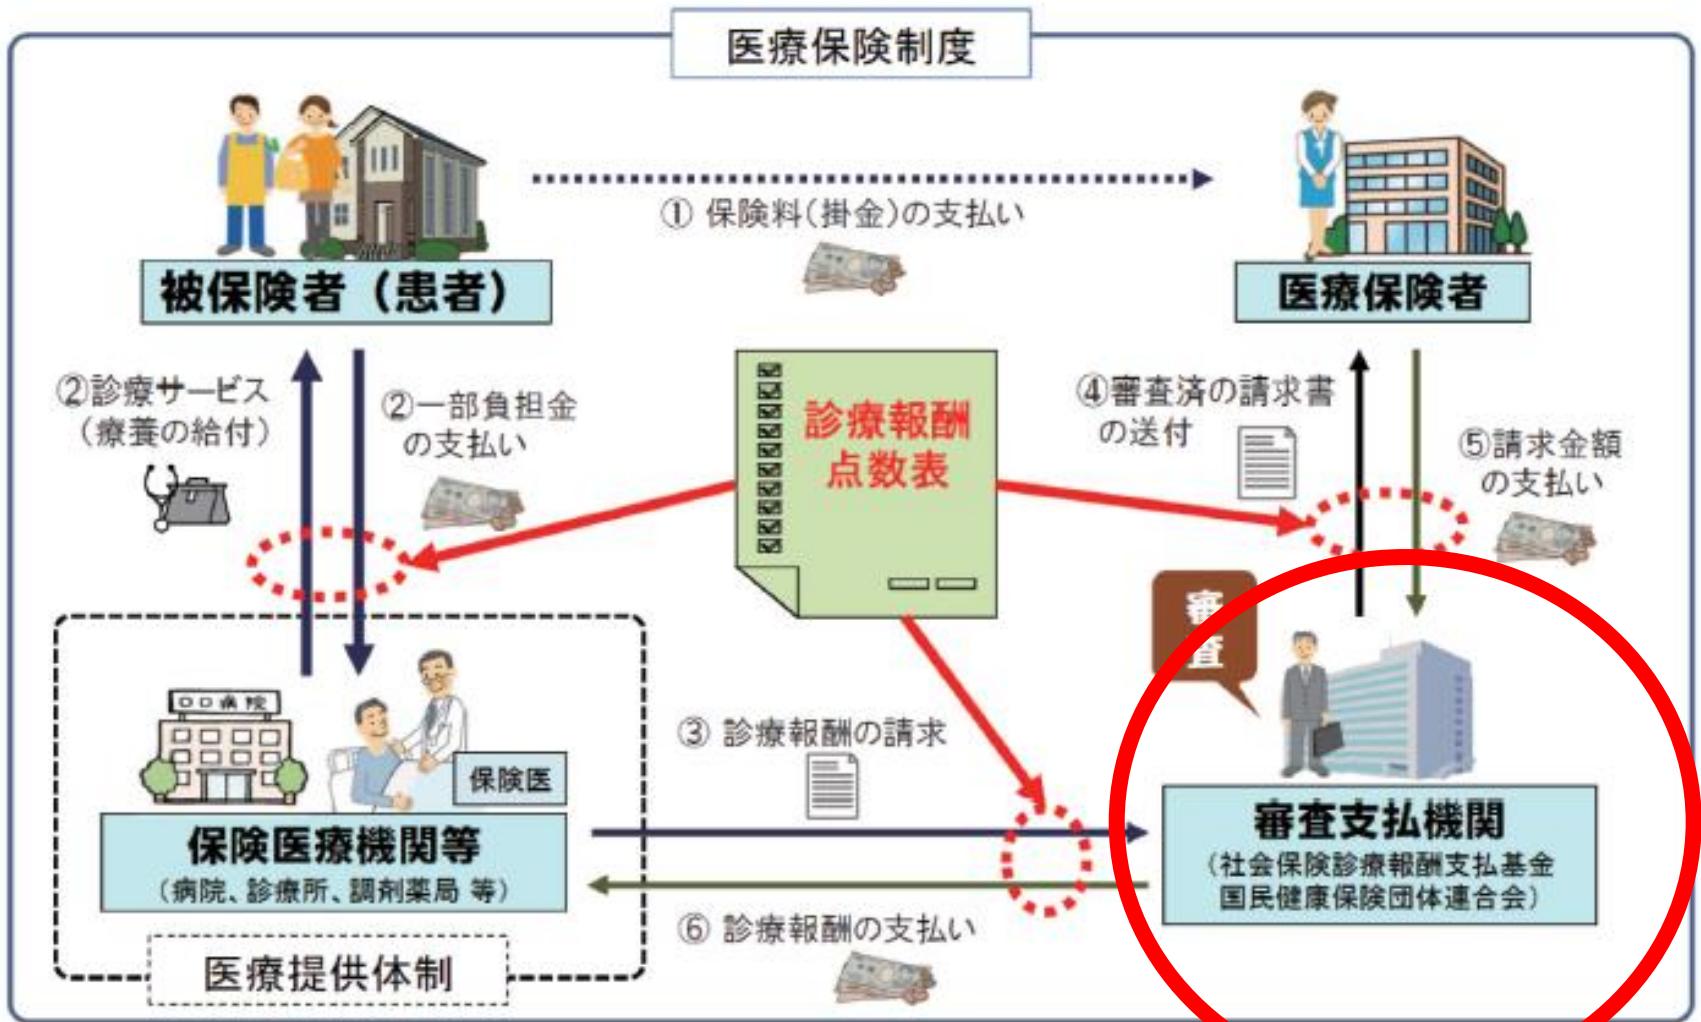 医療保険制度
① 保険料(掛金)の支払い
被保険者（患者）
医療保険者
②診療サービス
（療養の給付）
②一部負担金
の支払い
診療報酬
点数表
④審査済の請求書
の送付
⑤請求金額
の支払い
審
査
ロロ病院
保険医
③ 診療報酬の請求
保険医療機関等
（病院、診療所、調剤薬局 等）
審査支払機関
（社会保険診療報酬支払基金
国民健康保険団体連合会）
⑥ 診療報酬の支払い
医療提供体制